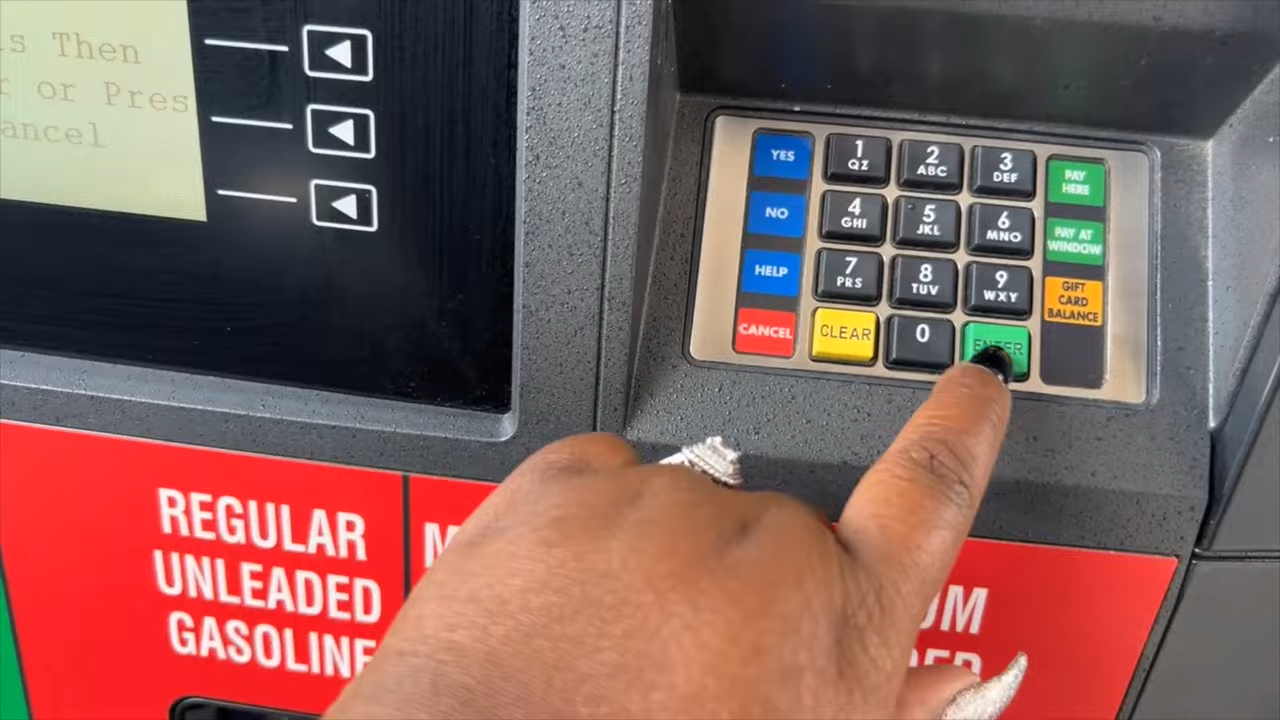 Then
or Pres
YES
NO
HELP
CANCEL
1
QZ
2
ABC
3
DEF
4
GHI
5
JKL
6
MNO
7
PRS
8
TUV
9
WXY
CLEAR
0
ENTER
PAY
HERE
PAY AT
WINDOW
GIFT
CARD
BALANCE
REGULAR
UNLEADED
GASOLINE